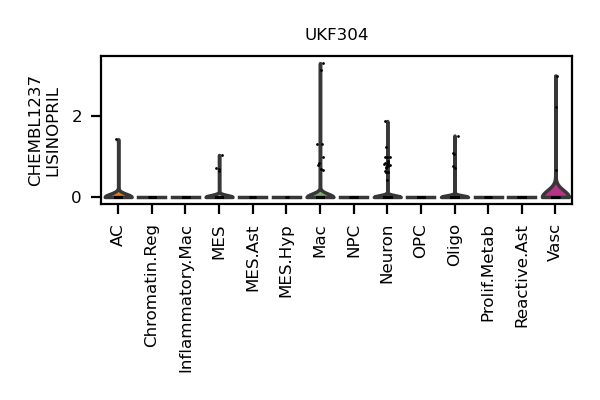 UKF304
CHEMBL1237
LISINOPRIL
2
0
AC
Chromatin.Reg
Inflammatory.Mac
MES
MES.Ast
MES.Hyp
Mac
NPC
Neuron
OPC
Oligo
Prolif.Metab
Reactive.Ast
Vasc